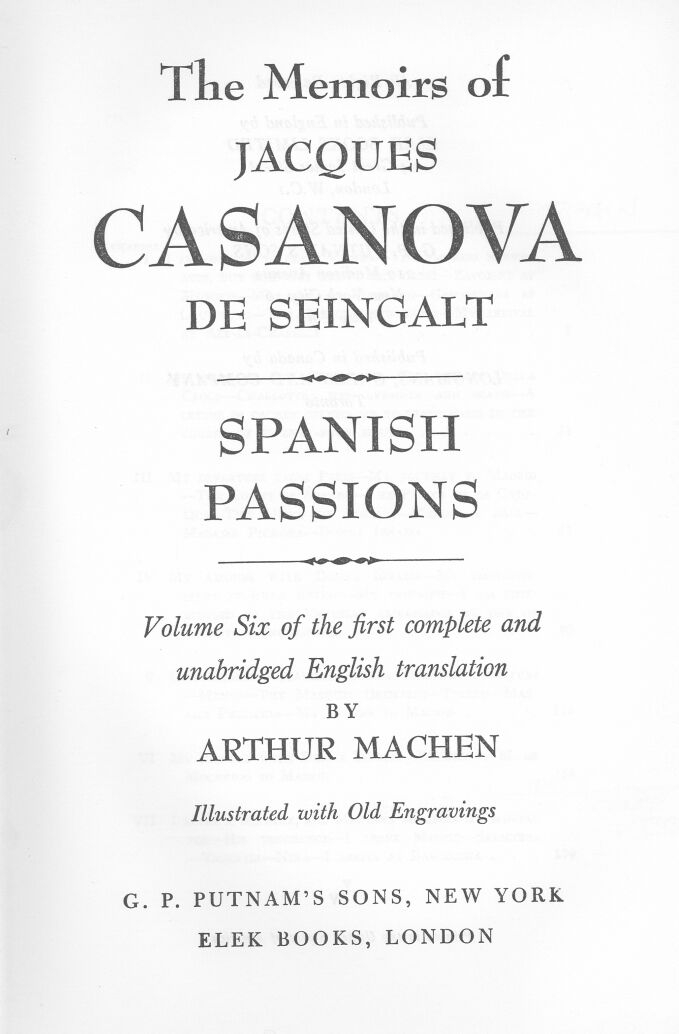 The Memoirs of
JACQUES
CASANOVA
DE SEINGALT
SPANISH
PASSIONS
Volume Six of the first complete and
unabridged English translation
BY
ARTHUR MACHEN
Illustrated with Old Engravings
G. P. PUTNAM'S SONS, NEW YORK
ELEK BOOKS, LONDON